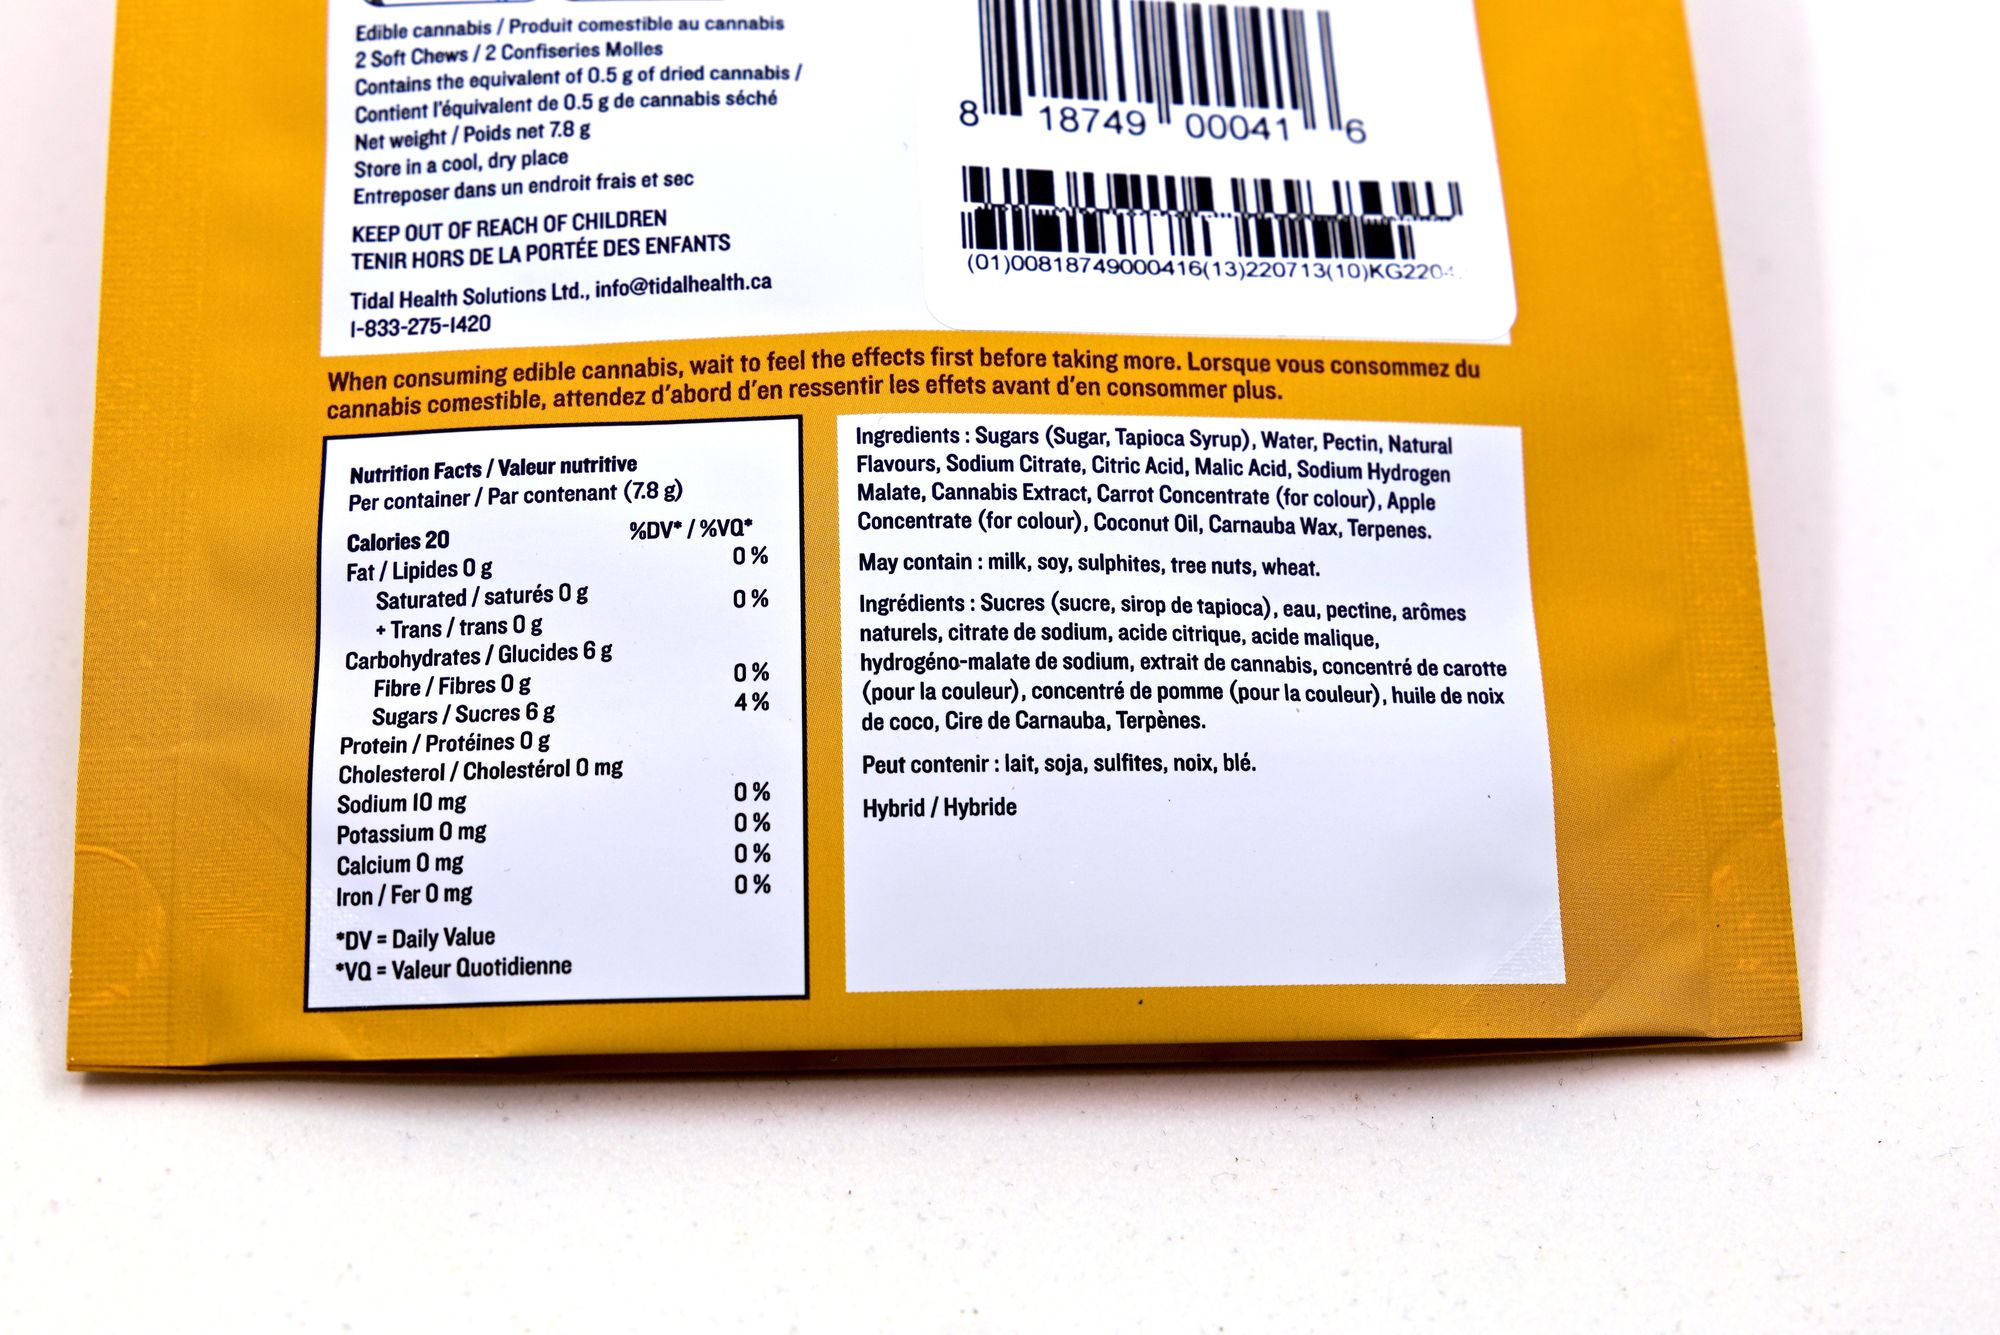 Edible cannabis / Produit comestible au cannabis
2 Soft Chews / 2 Confiseries Molles
Contains the equivalent of 0.5 g of dried cannabis /
Contient l'équivalent de 0.5 g de cannabis séché
Net weight / Poids net 7.8 g
Store in a cool, dry place
Entreposer dans un endroit frais et sec
KEEP OUT OF REACH OF CHILDREN
TENIR HORS DE LA PORTÉE DES ENFANTS
Tidal Health Solutions Ltd., info@tidalhealth.ca
1-833-275-1420
8 18749 00041 6
(01)00818749000416(13)220713(10)KG220
When consuming edible cannabis, wait to feel the effects first before taking more. Lorsque vous consommez du
cannabis comestible, attendez d'abord d'en ressentir les effets avant d'en consommer plus.
Nutrition Facts / Valeur nutritive
Per container / Par contenant (7.8 g)
%DV* / %VQ*
Calories 20
Fat / Lipides 0 g 0 %
Saturated / saturés 0 g 0 %
+ Trans / trans 0 g
Carbohydrates / Glucides 6 g
Fibre / Fibres 0 g 0 %
Sugars / Sucres 6 g 4 %
Protein / Protéines 0 g
Cholesterol / Cholestérol 0 mg
Sodium 10 mg 0 %
Potassium 0 mg 0 %
Calcium 0 mg 0 %
Iron / Fer 0 mg 0 %
*DV = Daily Value
*VQ = Valeur Quotidienne
Ingredients : Sugars (Sugar, Tapioca Syrup), Water, Pectin, Natural
Flavours, Sodium Citrate, Citric Acid, Malic Acid, Sodium Hydrogen
Malate, Cannabis Extract, Carrot Concentrate (for colour), Apple
Concentrate (for colour), Coconut Oil, Carnauba Wax, Terpenes.
May contain : milk, soy, sulphites, tree nuts, wheat.
Ingrédients : Sucres (sucre, sirop de tapioca), eau, pectine, arômes
naturels, citrate de sodium, acide citrique, acide malique,
hydrogéno-malate de sodium, extrait de cannabis, concentré de carotte
(pour la couleur), concentré de pomme (pour la couleur), huile de noix
de coco, Cire de Carnauba, Terpènes.
Peut contenir : lait, soja, sulfites, noix, blé.
Hybrid / Hybride